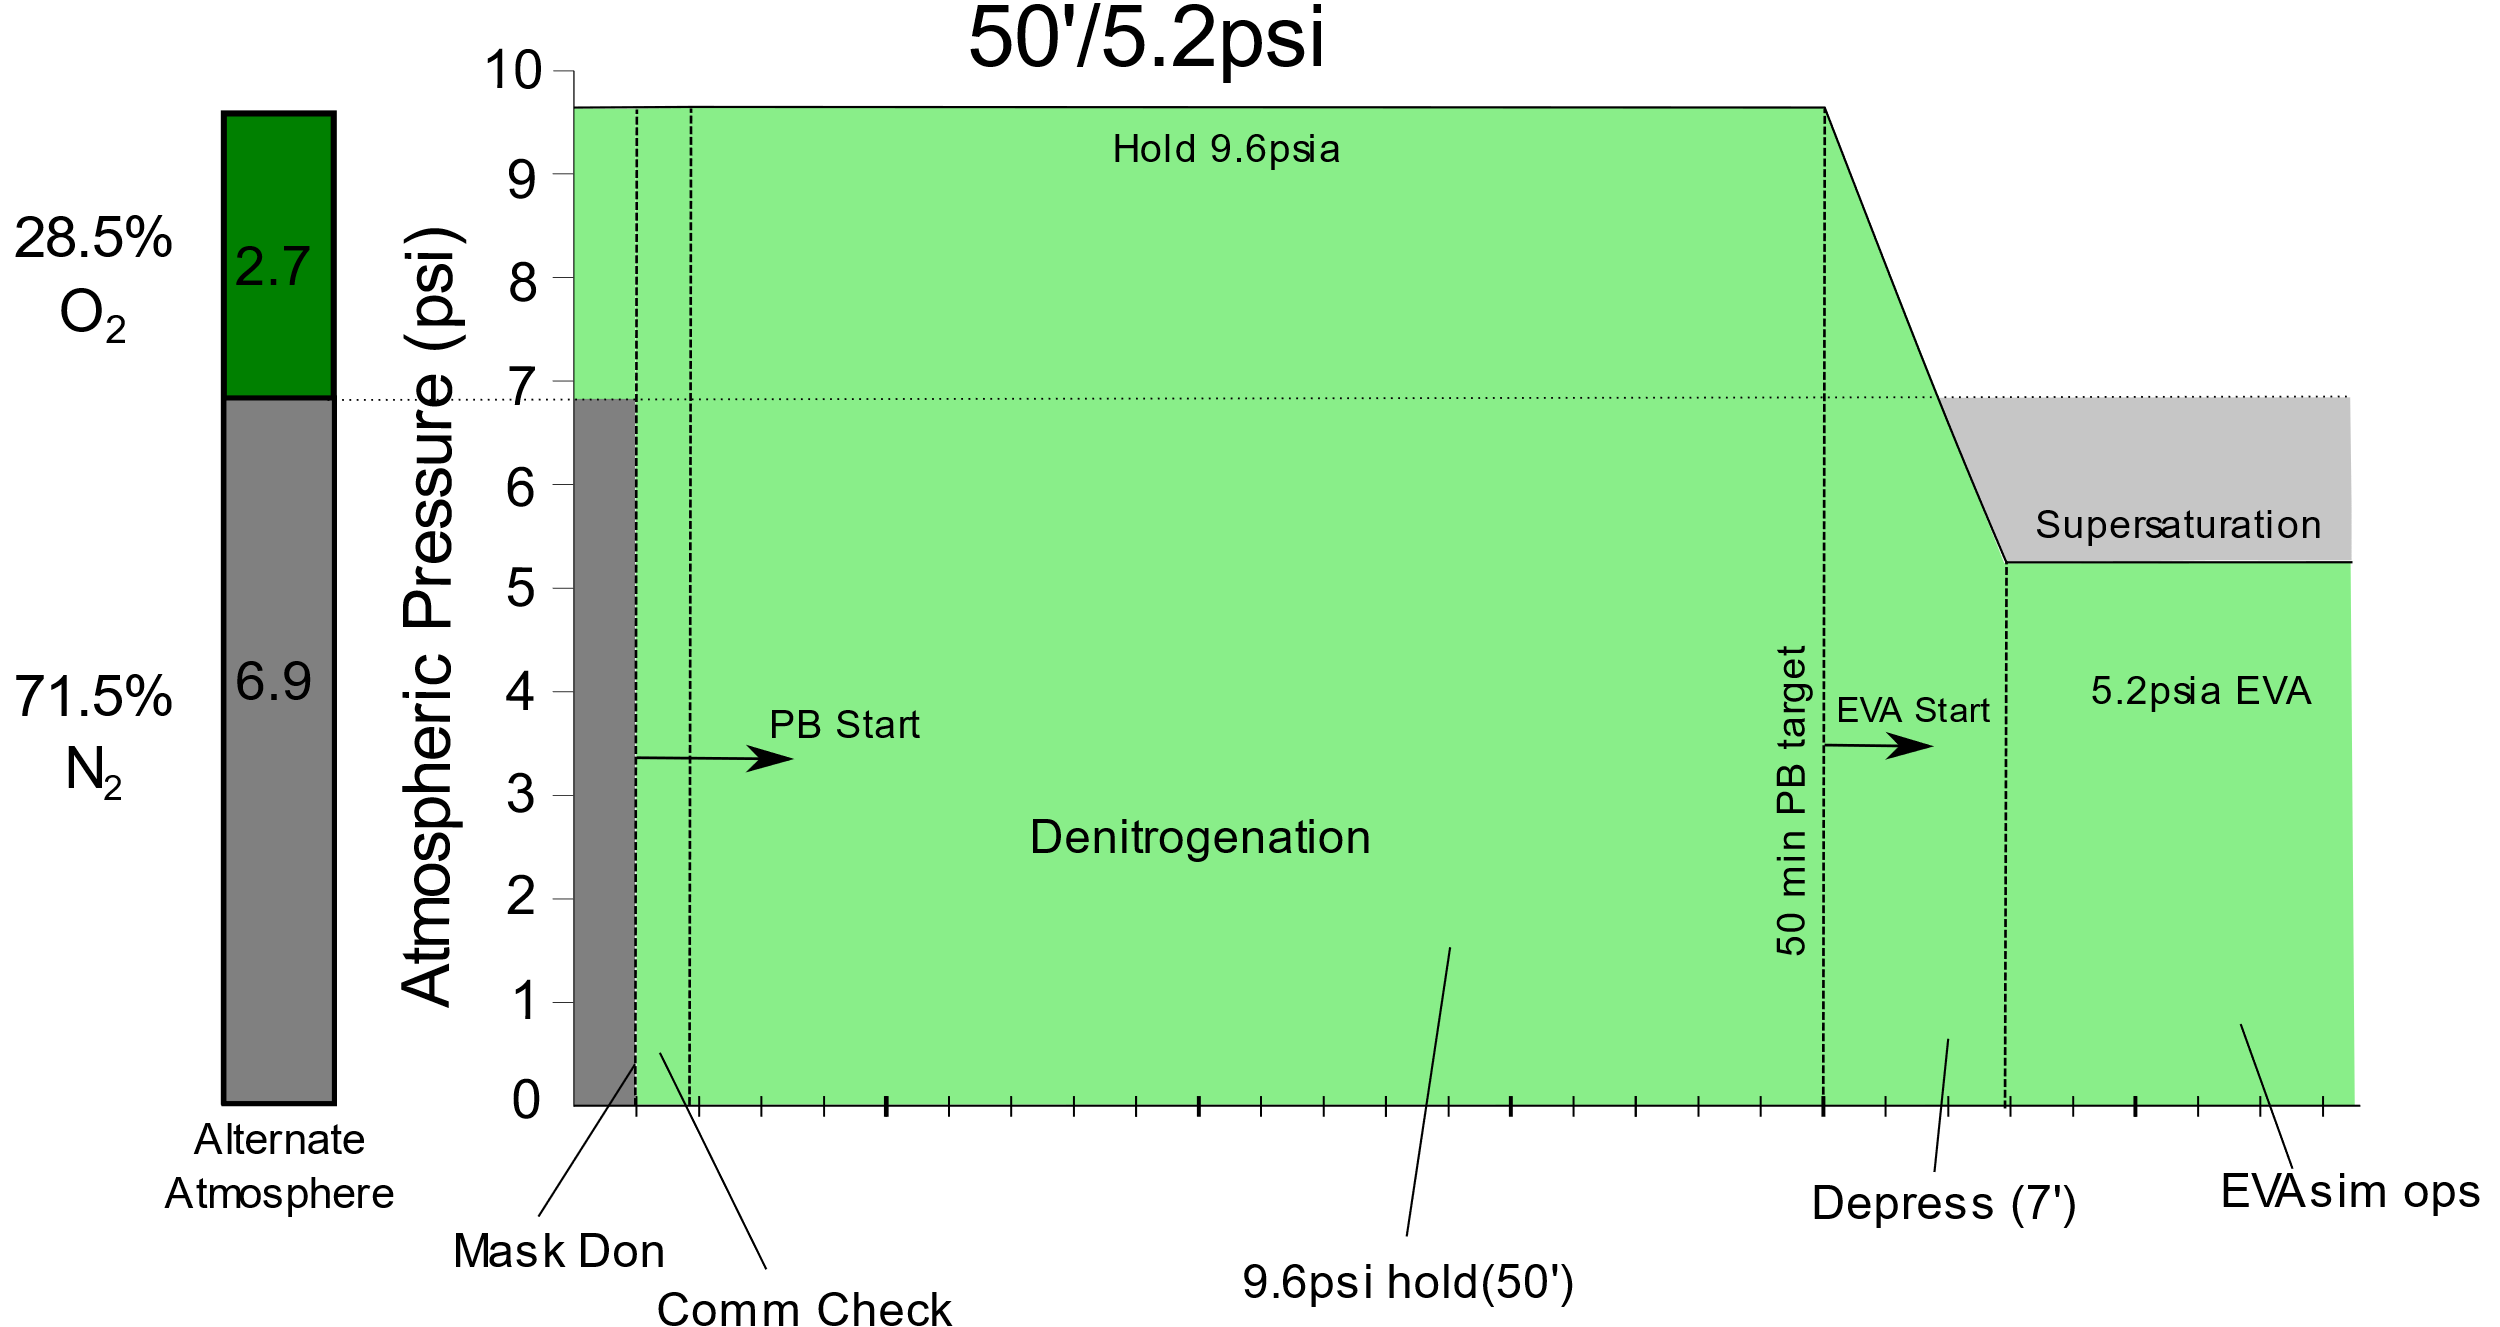 50'/5.2psi
28.5%
O₂
71.5%
N₂
2.7
6.9
Alternate
Atmosphere
Atmospheric Pressure (psi)
10
9
8
7
6
5
4
3
2
1
0
Hold 9.6psia
Supersaturation
PB Start
50 min PB target
EVA Start
5.2psia EVA
Denitrogenation
Mask Don
Comm Check
9.6psi hold(50')
Depress (7')
EVA sim ops